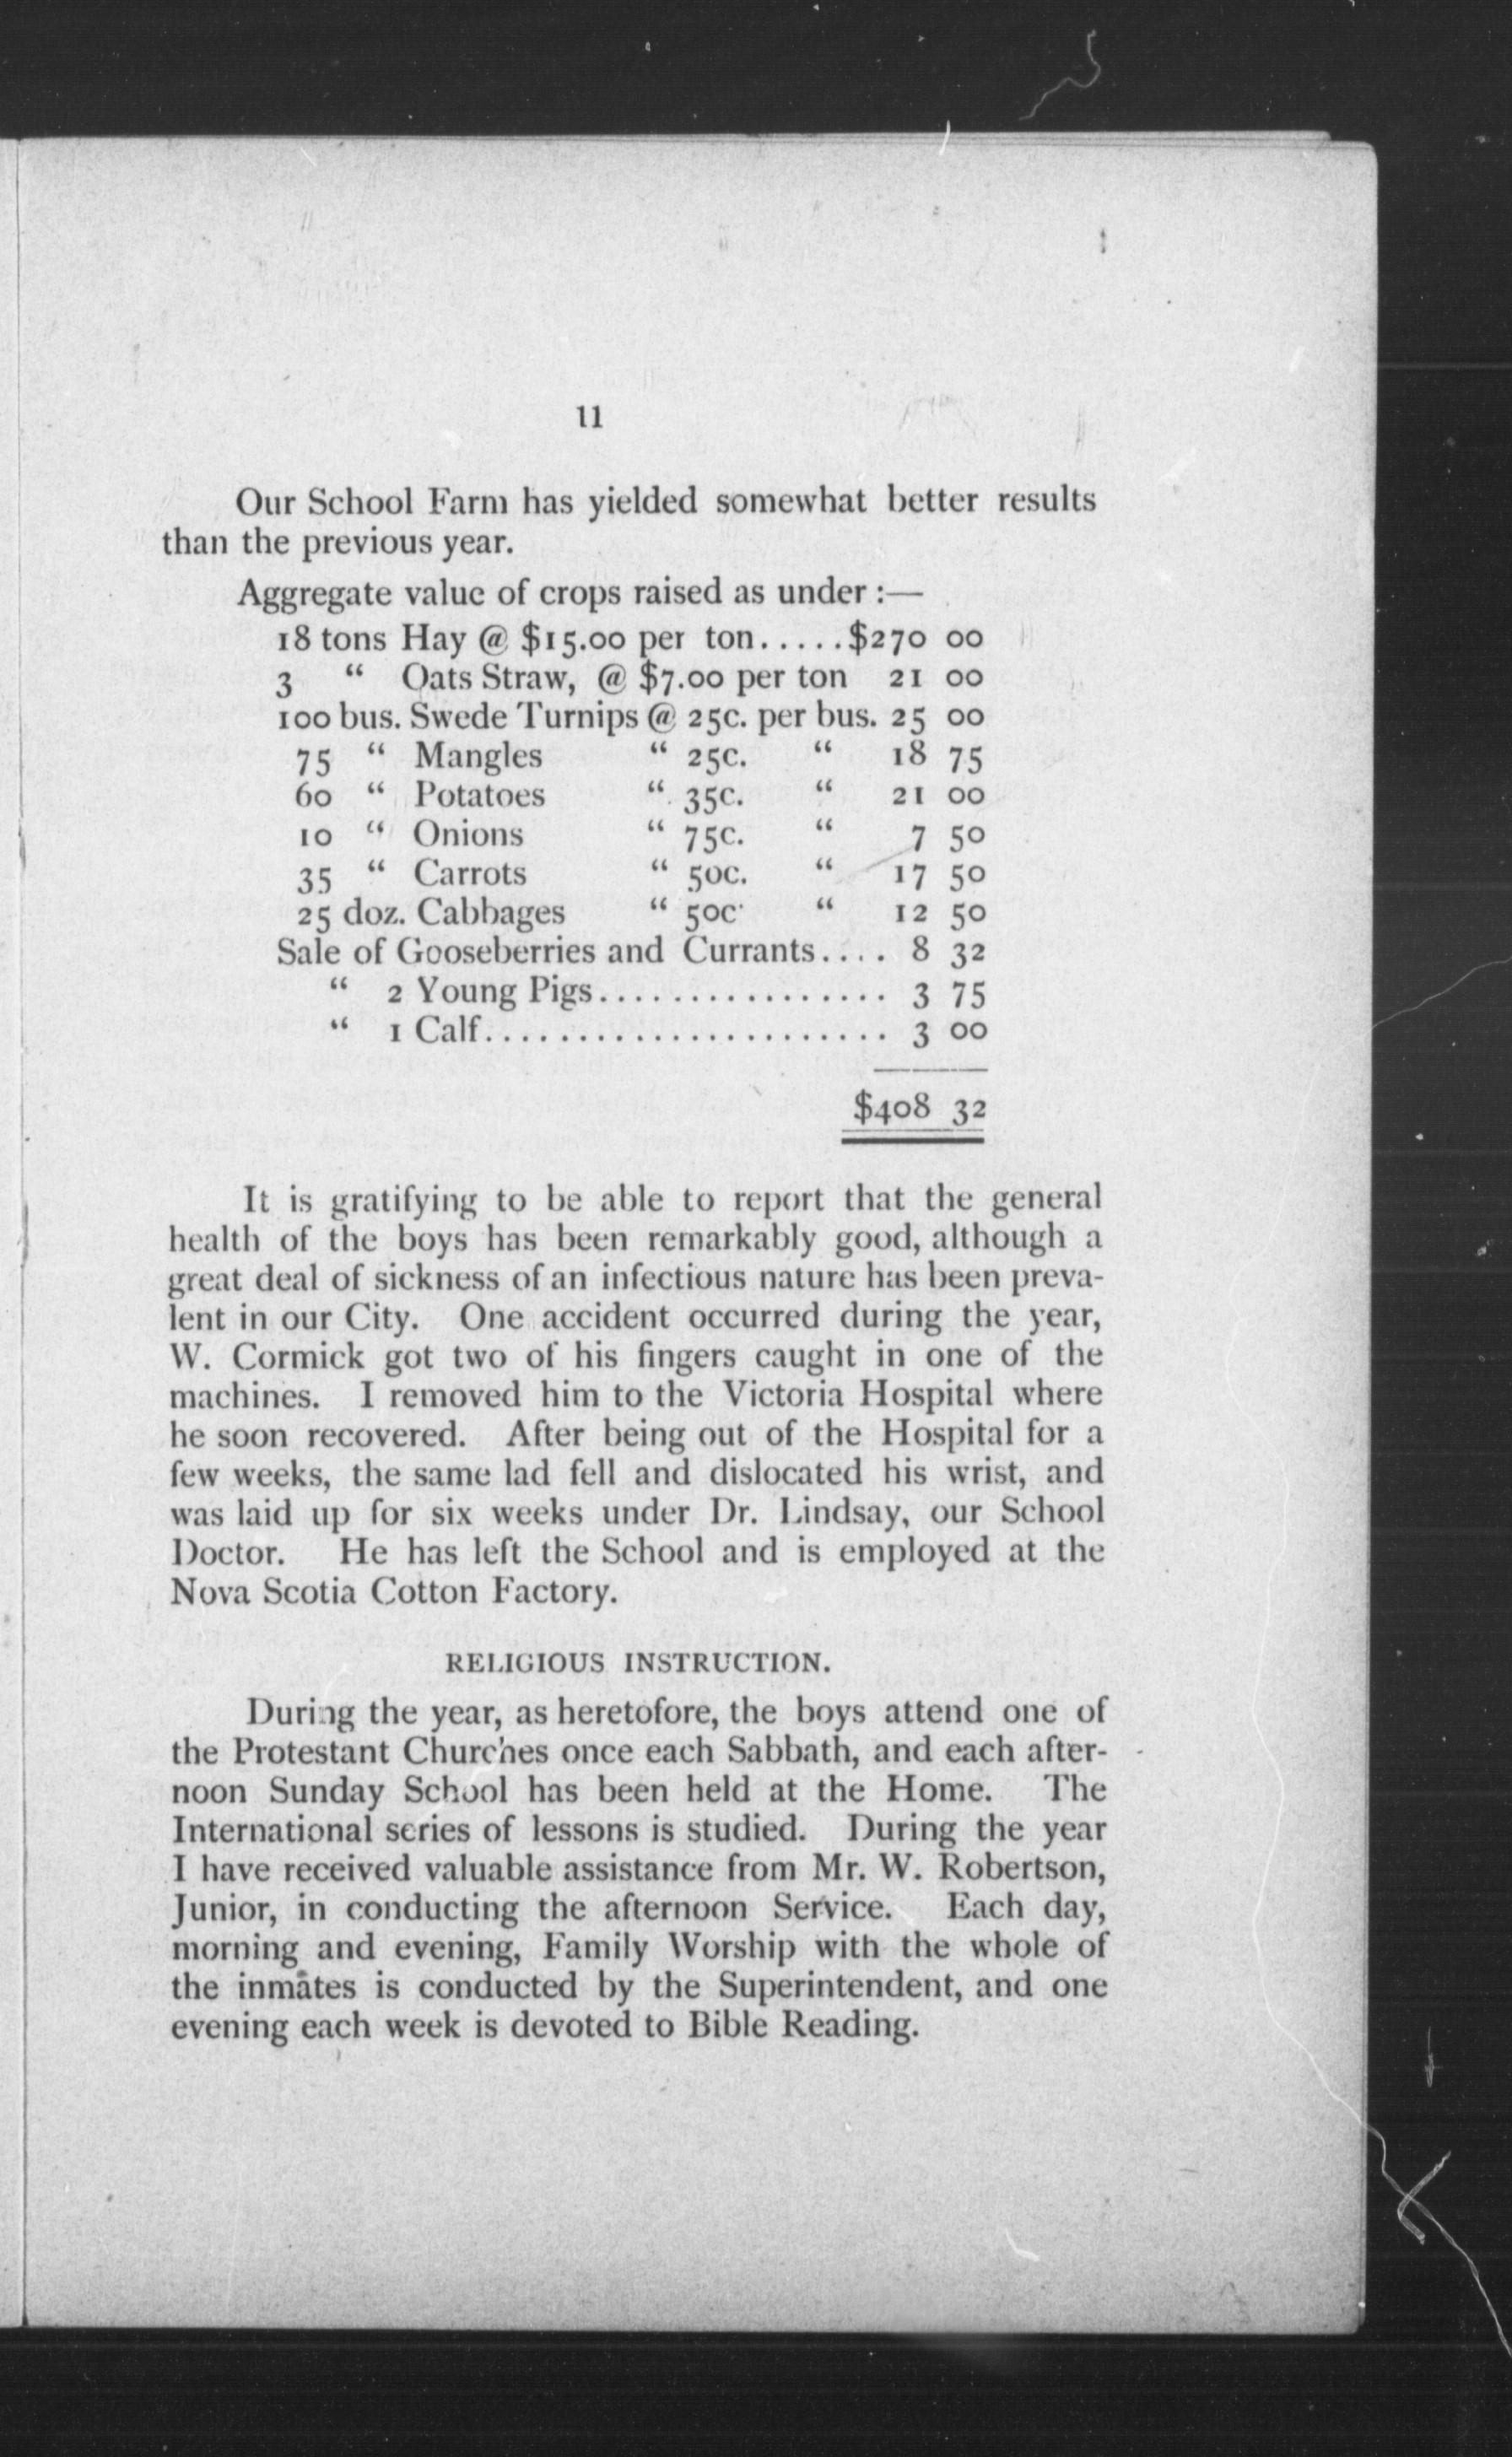 11
Our School Farm has yielded somewhat better results
than the previous year.
Aggregate value of crops raised as under :—
18 tons Hay @ $15.00 per ton.....$270 00
3 “ Oats Straw, @ $7.00 per ton 21 00
100 bus. Swede Turnips @ 25c. per bus. 25 00
75 “ Mangles “ 25c. “ 18 75
60 “ Potatoes “ 35c. “ 21 00
10 “ Onions “ 75c. “ 7 50
35 “ Carrots “ 50c. “ 17 50
25 doz. Cabbages “ 50c· “ 12 50
Sale of Gooseberries and Currants.... 8 32
“ 2 Young Pigs................ 3 75
“ 1 Calf...................... 3 00
$408 32
It is gratifying to be able to report that the general
health of the boys has been remarkably good, although a
great deal of sickness of an infectious nature has been preva-
lent in our City. One accident occurred during the year,
W. Cormick got two of his fingers caught in one of the
machines. I removed him to the Victoria Hospital where
he soon recovered. After being out of the Hospital for a
few weeks, the same lad fell and dislocated his wrist, and
was laid up for six weeks under Dr. Lindsay, our School
Doctor. He has left the School and is employed at the
Nova Scotia Cotton Factory.
RELIGIOUS INSTRUCTION.
During the year, as heretofore, the boys attend one of
the Protestant Churches once each Sabbath, and each after-
noon Sunday School has been held at the Home. The
International series of lessons is studied. During the year
I have received valuable assistance from Mr. W. Robertson,
Junior, in conducting the afternoon Service. Each day,
morning and evening, Family Worship with the whole of
the inmates is conducted by the Superintendent, and one
evening each week is devoted to Bible Reading.